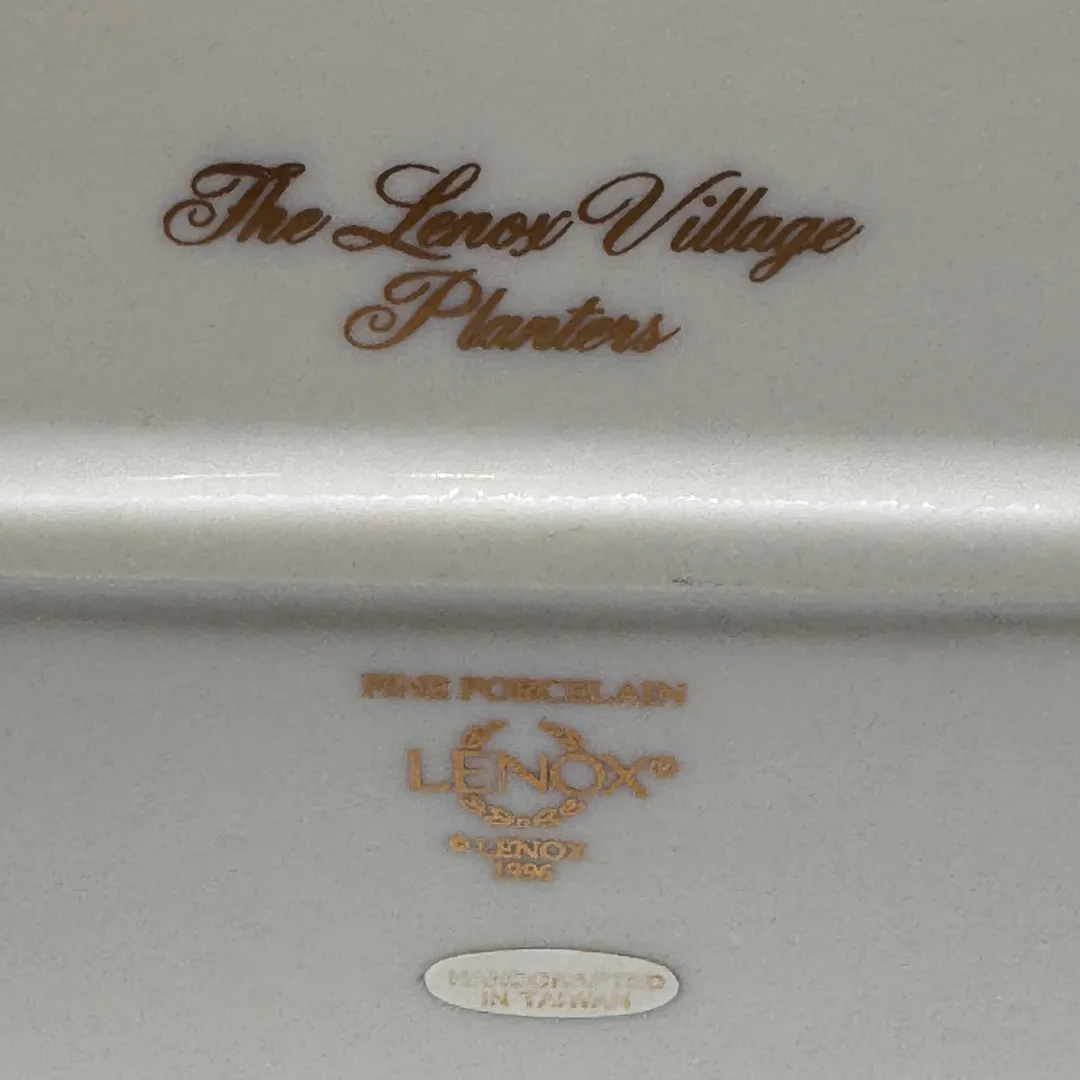 The Lenox Village
Planters
FINE PORCELAIN
LENOX®
© LENOX
1996
HANDCRAFTED
IN TAIWAN